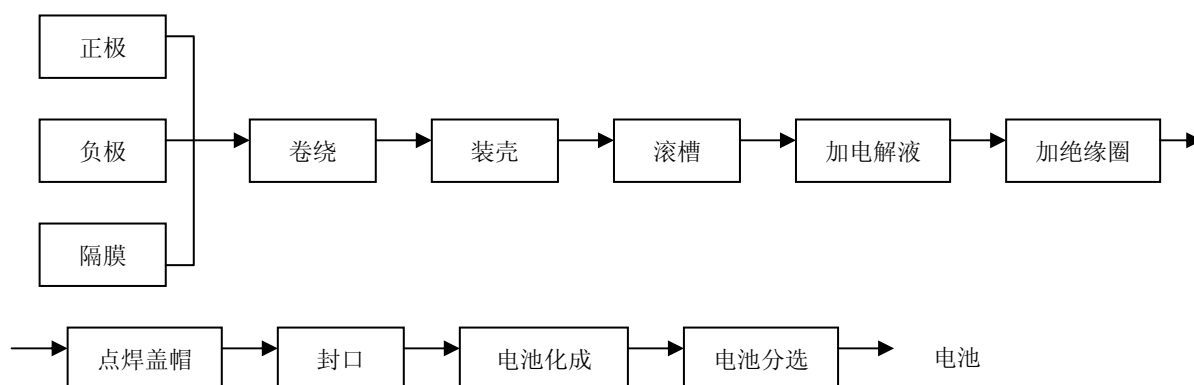 正极
负极
卷绕
装壳
滚槽
加电解液
加绝缘圈
隔膜
点焊盖帽
封口
电池化成
电池分选
电池